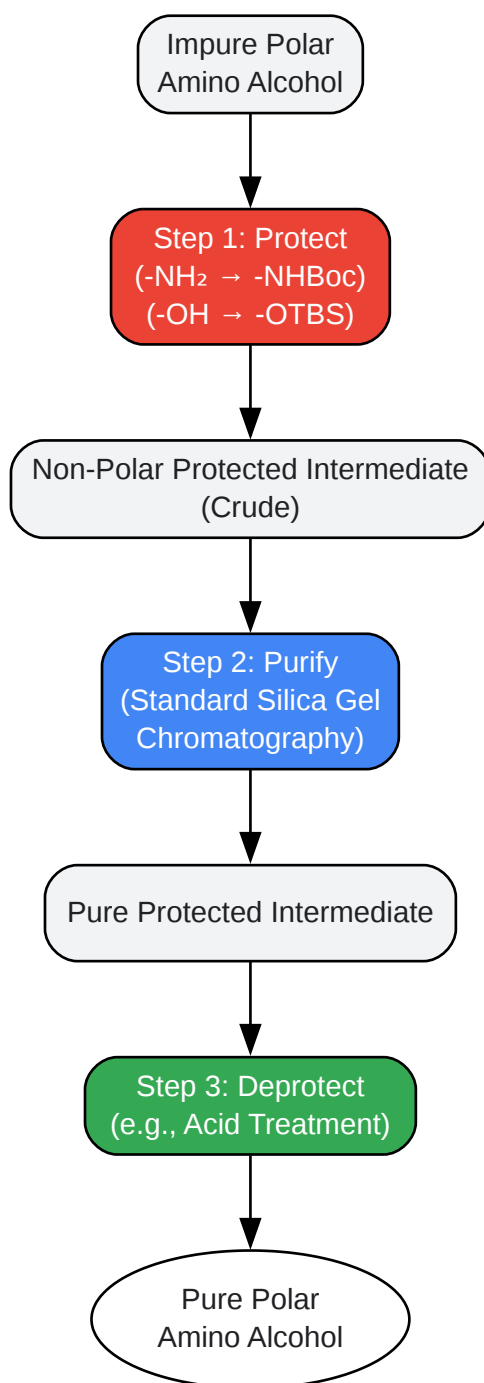 Impure Polar
Amino Alcohol
Step 1: Protect
(-NH₂ → -NHBoc)
(-OH → -OTBS)
Non-Polar Protected Intermediate
(Crude)
Step 2: Purify
(Standard Silica Gel
Chromatography)
Pure Protected Intermediate
Step 3: Deprotect
(e.g., Acid Treatment)
Pure Polar
Amino Alcohol